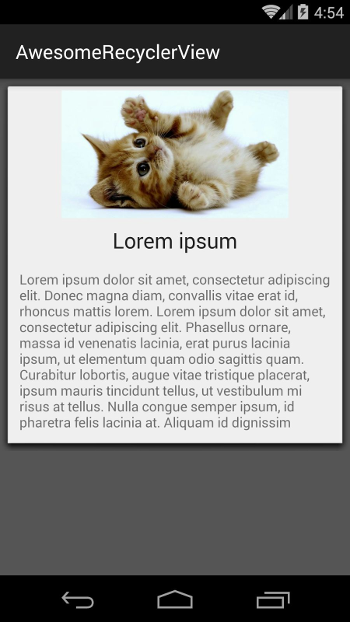 4:54
AwesomeRecyclerView
Lorem ipsum
Lorem ipsum dolor sit amet, consectetur adipiscing
elit. Donec magna diam, convallis vitae erat id,
rhoncus mattis lorem. Lorem ipsum dolor sit amet,
consectetur adipiscing elit. Phasellus ornare,
massa id venenatis lacinia, erat purus lacinia
ipsum, ut elementum quam odio sagittis quam.
Curabitur lobortis, augue vitae tristique placerat,
ipsum mauris tincidunt tellus, ut vestibulum mi
risus at tellus. Nulla congue semper ipsum, id
pharetra felis lacinia at. Aliquam id dignissim